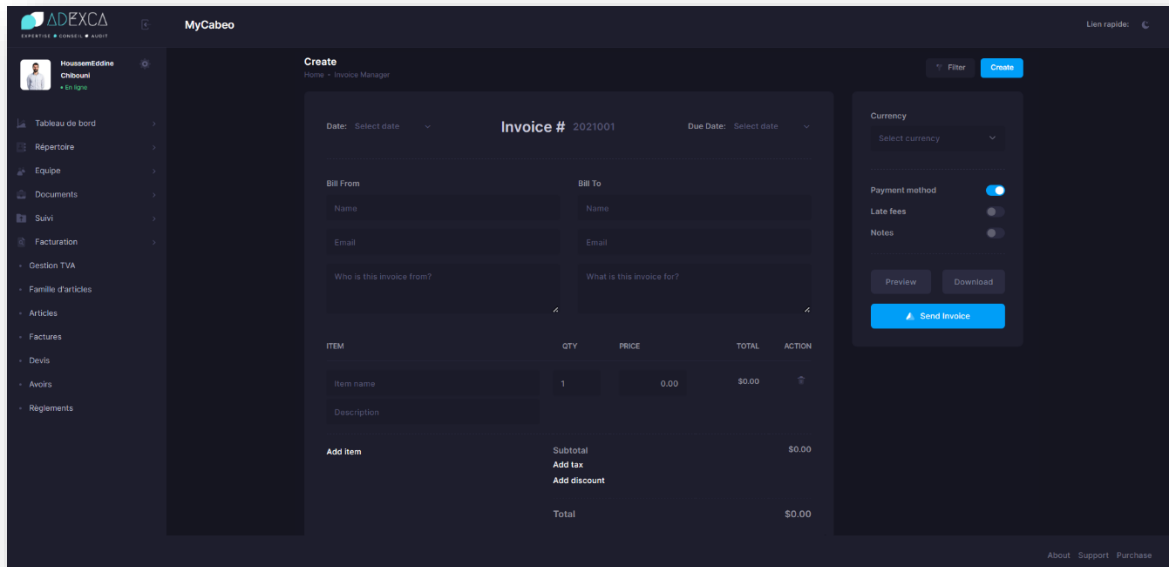 ADEXCA
EXPERTISE CONSEIL AUDIT
MyCabeo
Lien rapide:
HoussemEddine
Chibouni
• En ligne
Tableau de bord
Répertoire
Equipe
Documents
Suivi
Facturation
Gestion TVA
Famille d'articles
Articles
Factures
Devis
Avoirs
Règlements
Create
Home - Invoice Manager
Filter
Create
Date: Select date
Invoice # 2021001
Due Date: Select date
Bill From
Bill To
Name
Name
Email
Email
Who is this invoice from?
What is this invoice for?
ITEM QTY PRICE TOTAL ACTION
Item name 1 0.00 $0.00
Description
Add item
Subtotal $0.00
Add tax
Add discount
Total $0.00
Currency
Select currency
Payment method
Late fees
Notes
Preview Download
Send Invoice
About Support Purchase